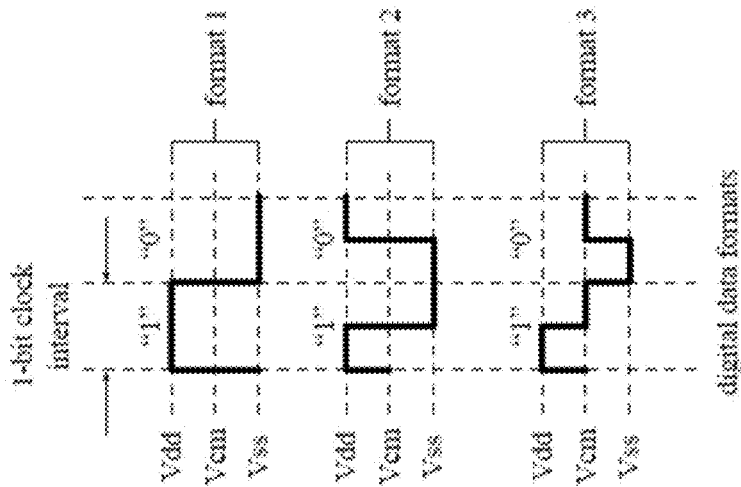 1-bit clock
interval
"1" "0"
Vdd
Vcm
Vss
format 1
"1" "0"
Vdd
Vcm
Vss
format 2
"1" "0"
Vdd
Vcm
Vss
format 3
digital data formats